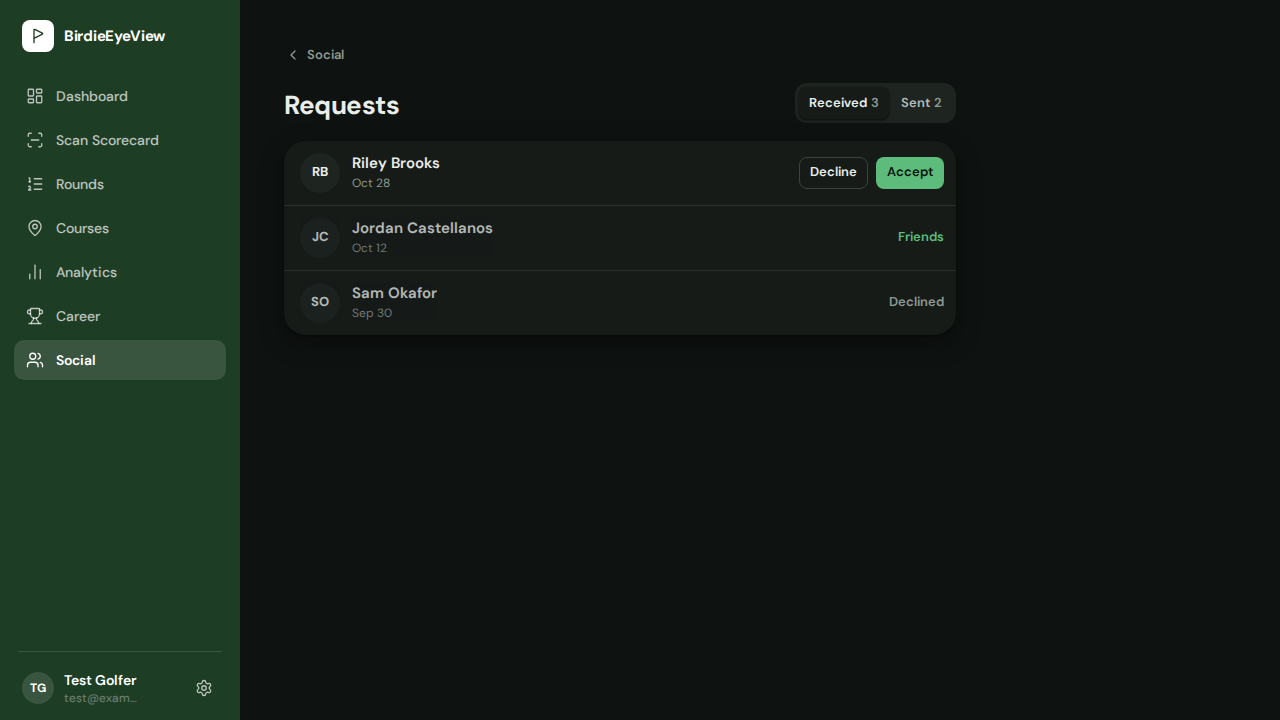 BirdieEyeView
Dashboard
Scan Scorecard
Rounds
Courses
Analytics
Career
Social
Test Golfer
TG
test@exam…
Social
Requests
Received 3
Sent 2
RB
Riley Brooks
Oct 28
Decline
Accept
JC
Jordan Castellanos
Oct 12
Friends
SO
Sam Okafor
Sep 30
Declined